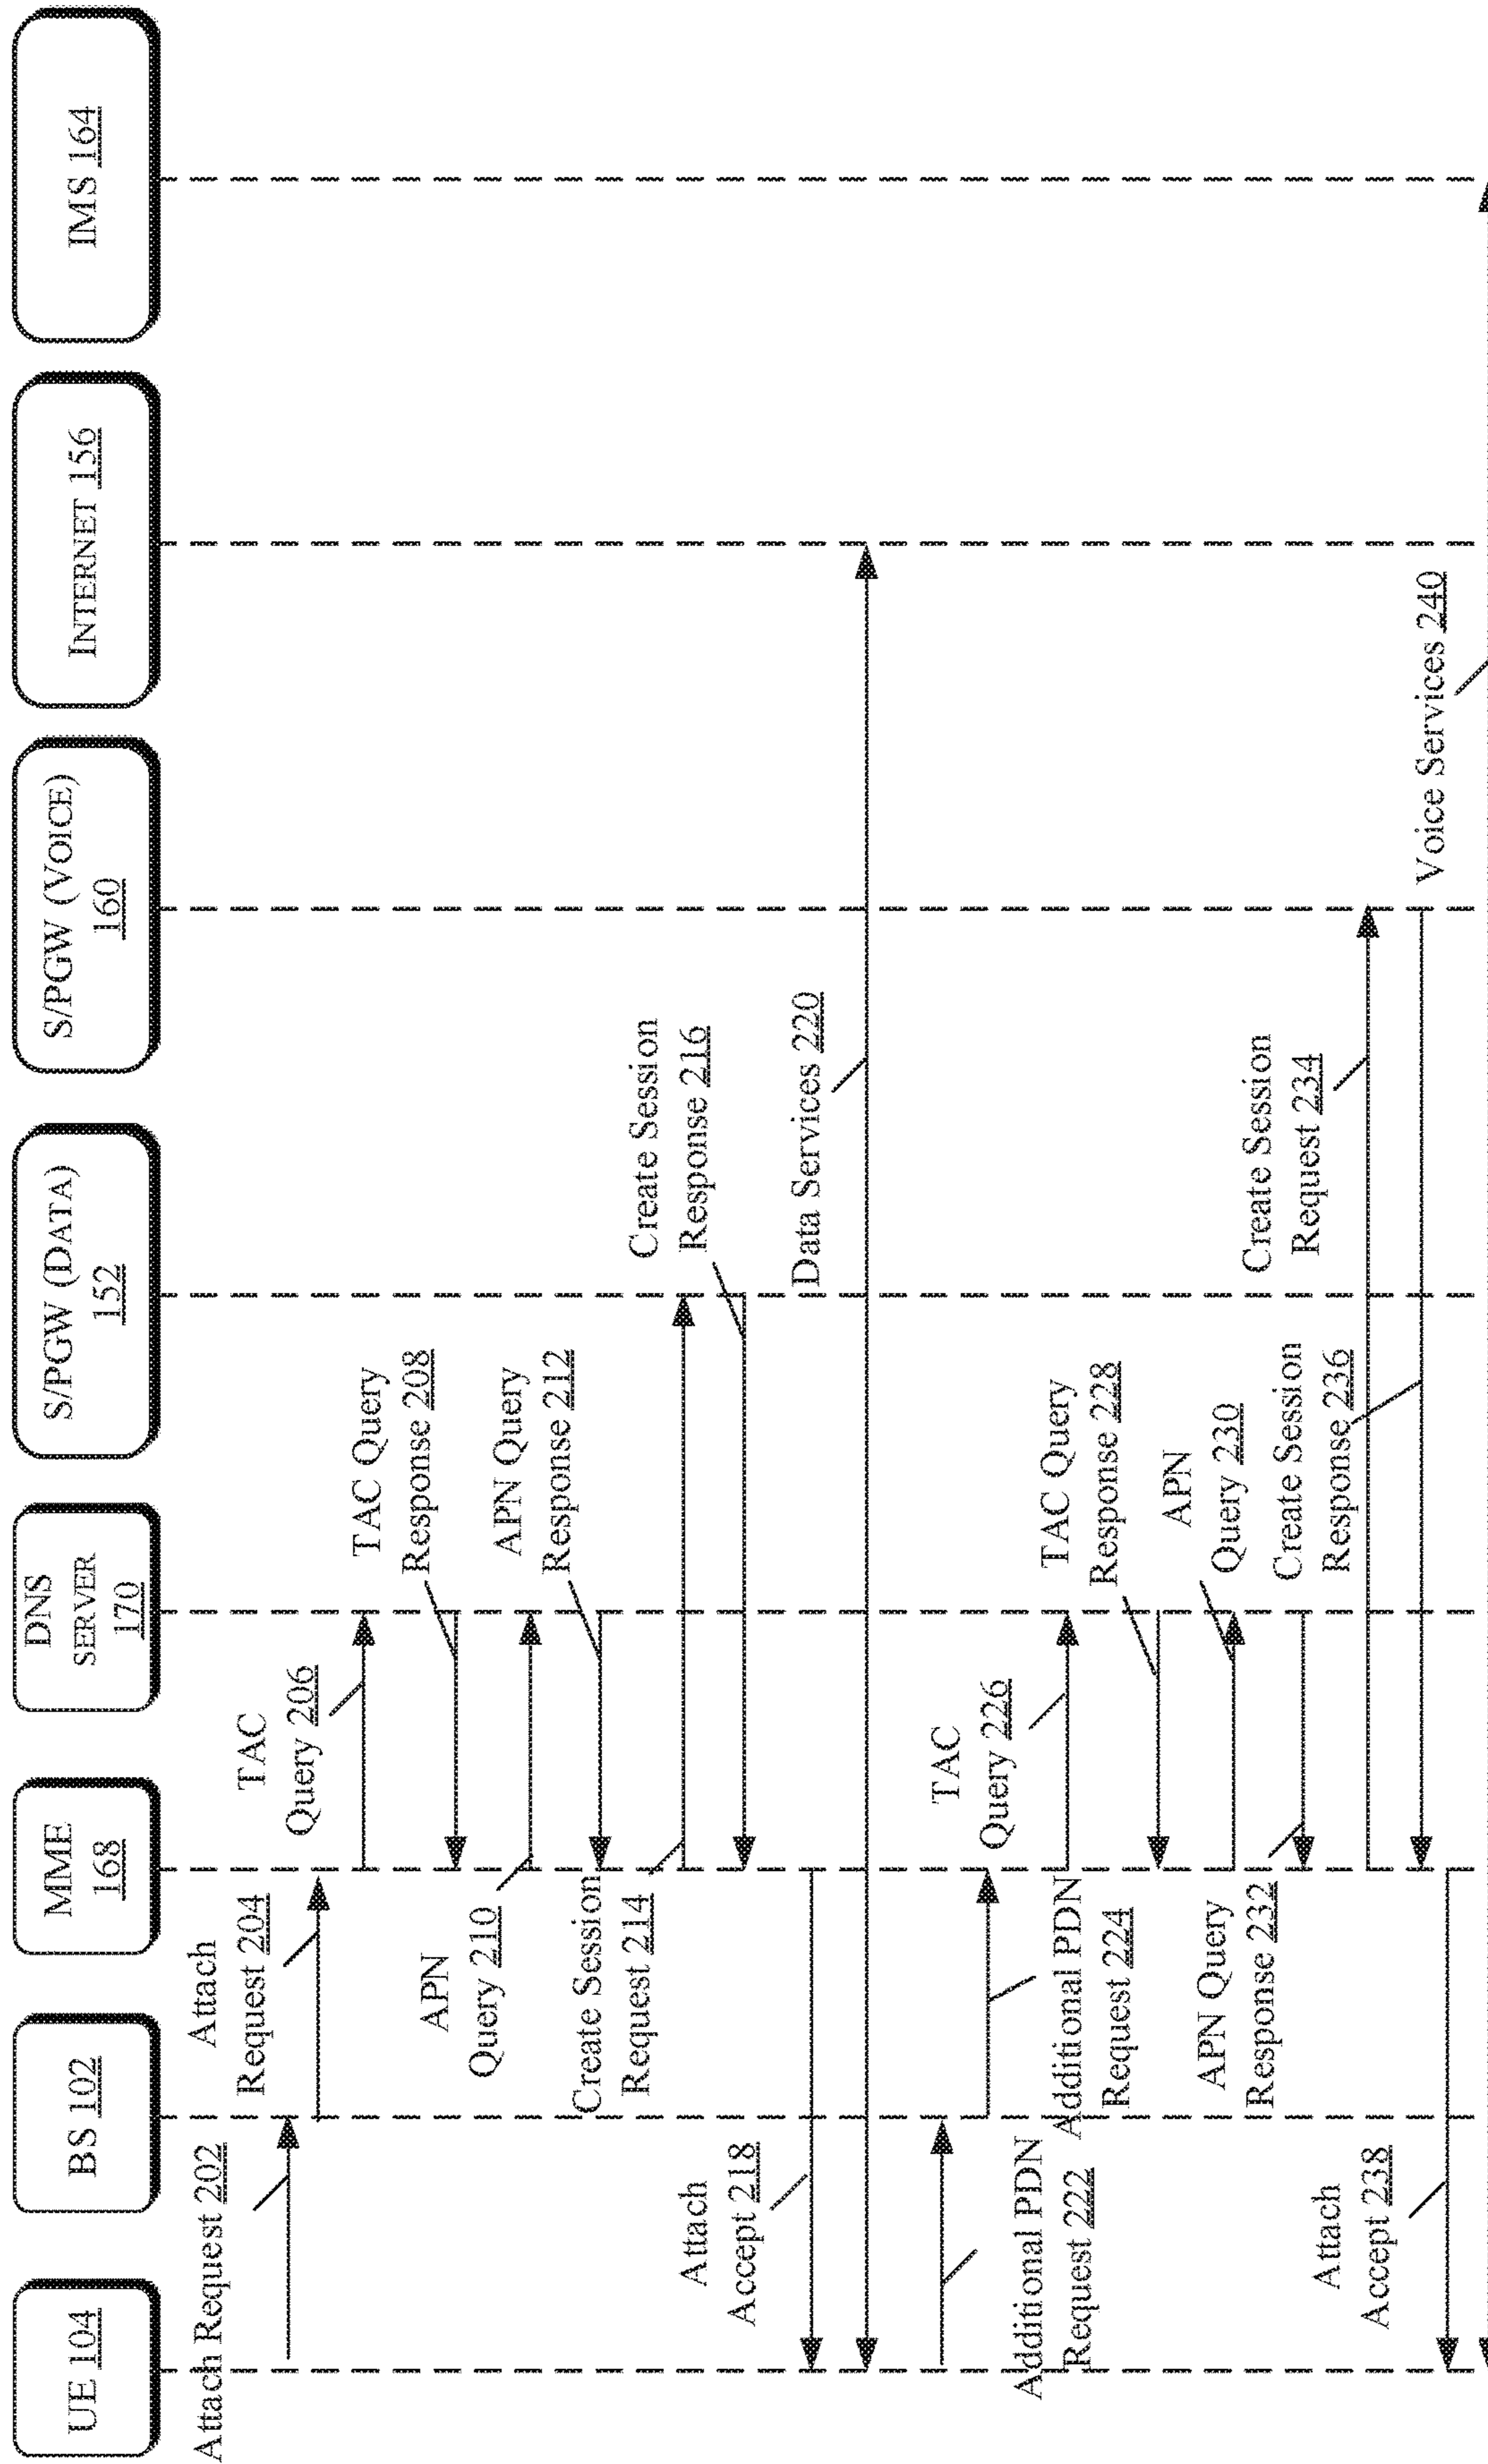 UE 104
BS 102
MME
168
DNS
SERVER
170
S/PGW (DATA)
152
S/PGW (VOICE)
160
INTERNET 156
IMS 164
Attach Request 202
Attach
Request 204
TAC
Query 206
TAC Query
Response 208
APN
Query 210
APN Query
Response 212
Create Session
Request 214
Create Session
Response 216
Attach
Accept 218
Data Services 220
Additional PDN
Request 222
Additional PDN
Request 224
TAC
Query 226
TAC Query
Response 228
APN
Query 230
APN Query
Response 232
Create Session
Request 234
Create Session
Response 236
Attach
Accept 238
Voice Services 240